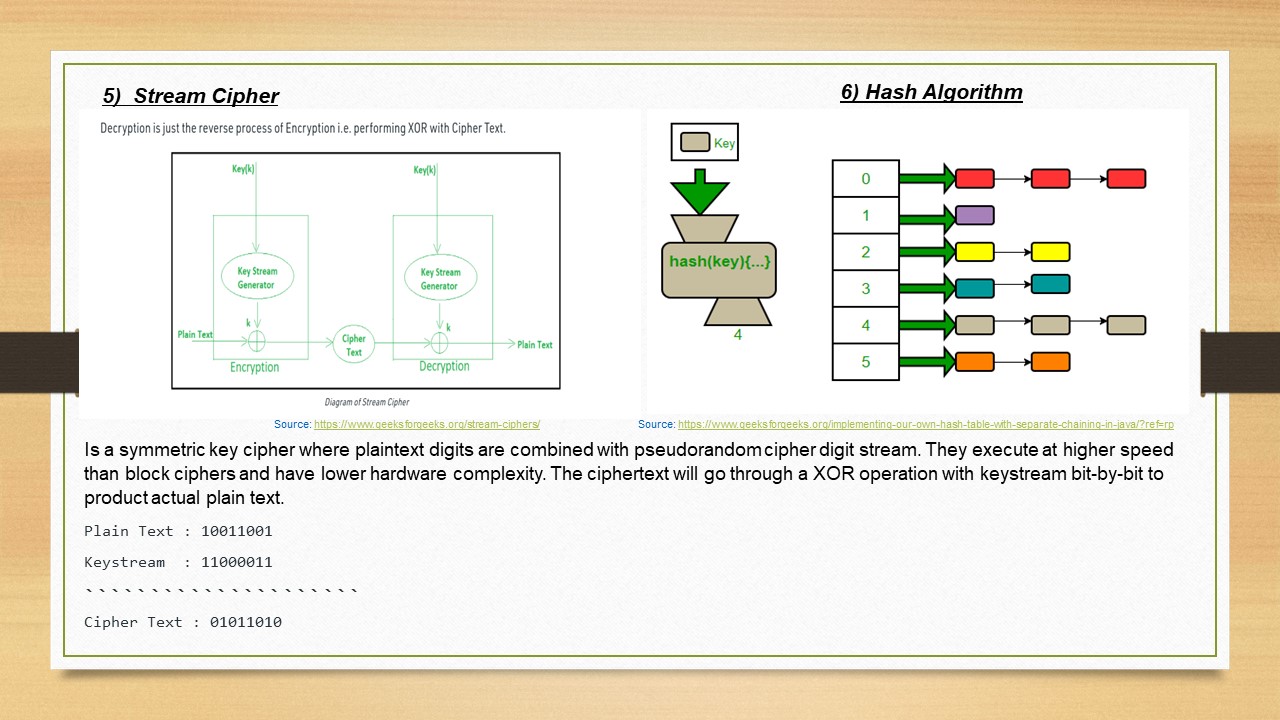 5)  Stream Cipher
6) Hash Algorithm
Decryption is just the reverse process of Encryption i.e. performing XOR with Cipher Text.
Key(k)
Key(k)
Key Stream
Generator
Key Stream
Generator
k
k
Plain Text
Cipher
Text
Plain Text
Encryption
Decryption
Diagram of Stream Cipher
Key
hash(key){...}
4
0
1
2
3
4
5
Source: https://www.geeksforgeeks.org/stream-ciphers/
Source: https://www.geeksforgeeks.org/implementing-our-own-hash-table-with-separate-chaining-in-java/?ref=rp
Is a symmetric key cipher where plaintext digits are combined with pseudorandom cipher digit stream. They execute at higher speed
than block ciphers and have lower hardware complexity. The ciphertext will go through a XOR operation with keystream bit-by-bit to
product actual plain text.
Plain Text : 10011001
Keystream  : 11000011
`````````````````````
Cipher Text : 01011010